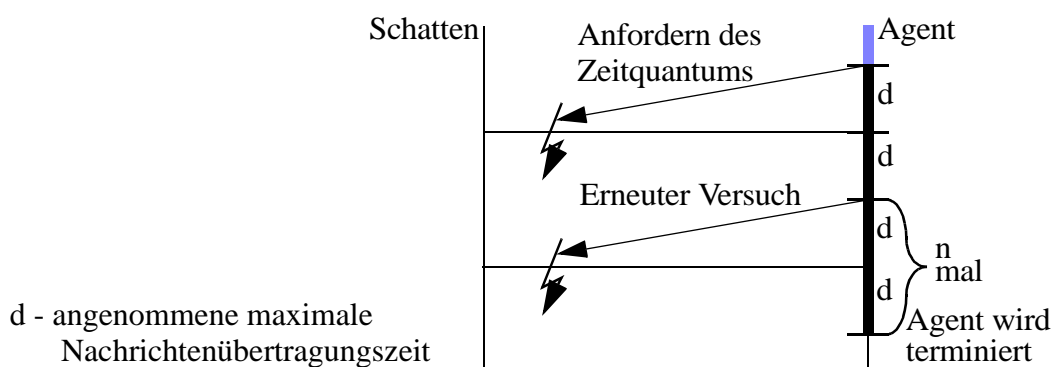 Schatten
Anfordern des
Zeitquantums
Agent
d
d
Erneuter Versuch
d
d
n
mal
d - angenommene maximale
Nachrichtenübertragungszeit
Agent wird
terminiert